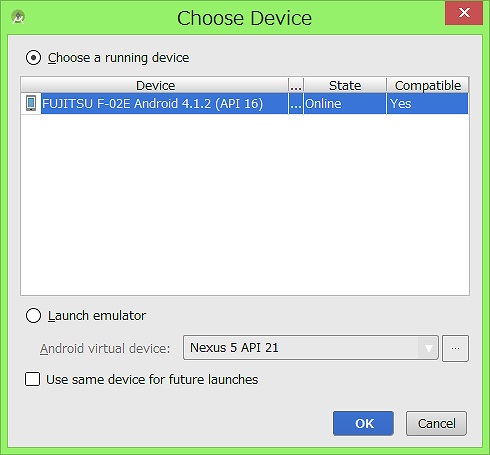 Choose Device
Choose a running device
Device ... State Compatible
FUJITSU F-02E Android 4.1.2 (API 16) ... Online Yes
Launch emulator
Android virtual device: Nexus 5 API 21 ...
Use same device for future launches
OK Cancel